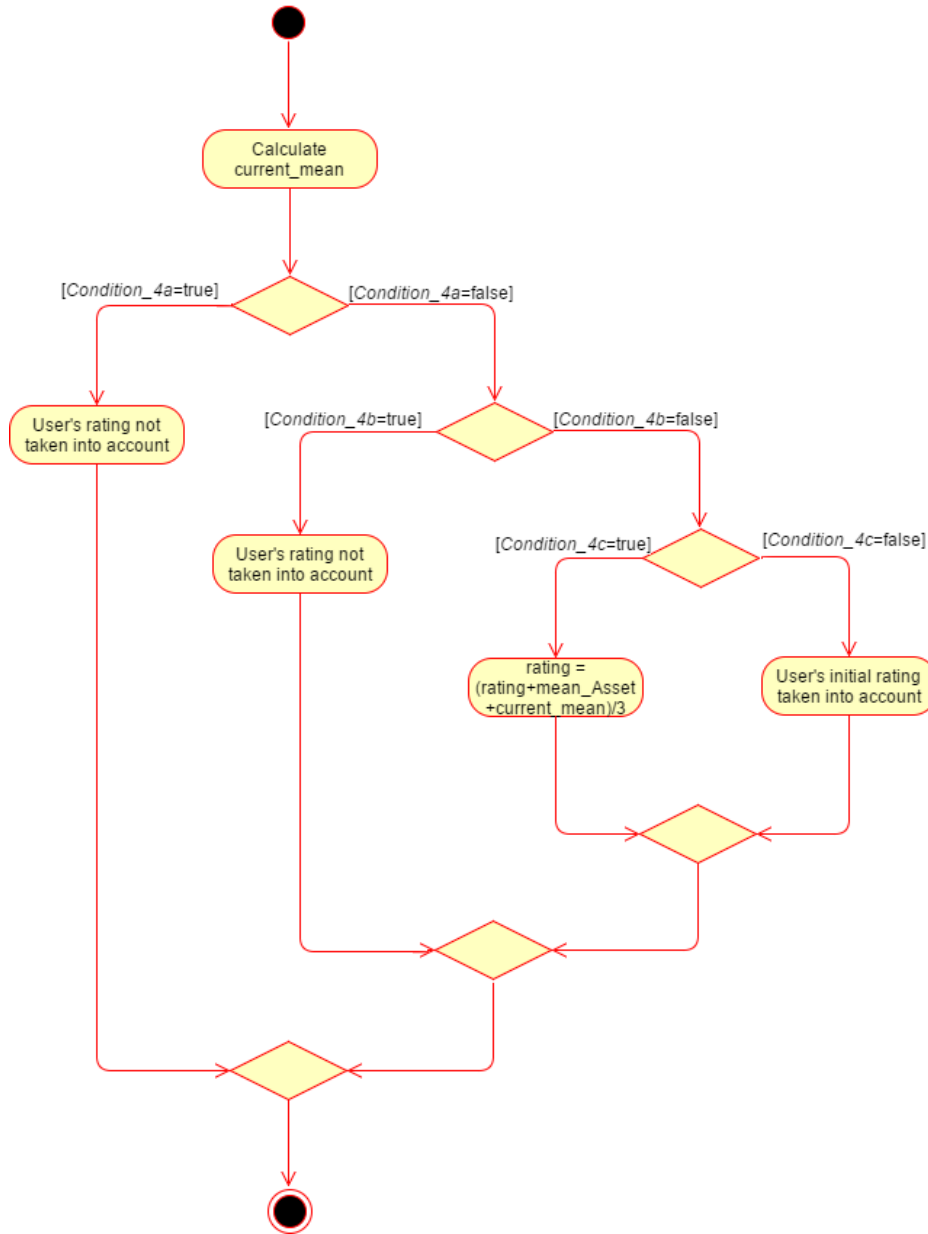 Calculate
current_mean
[Condition_4a=true]
[Condition_4a=false]
User's rating not
taken into account
[Condition_4b=true]
[Condition_4b=false]
User's rating not
taken into account
[Condition_4c=true]
[Condition_4c=false]
rating =
(rating+mean_Asset
+current_mean)/3
User's initial rating
taken into account